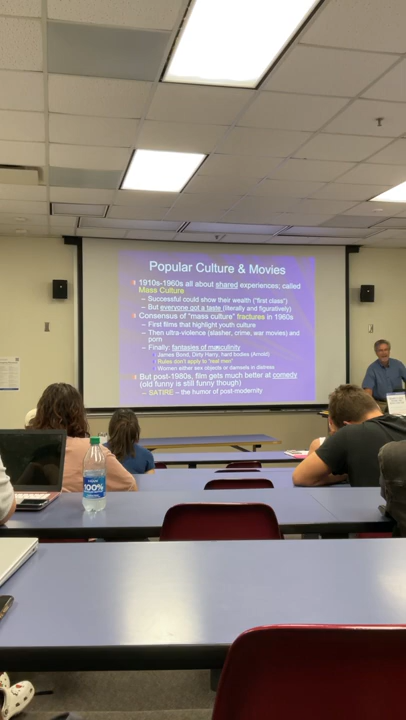 Popular Culture & Movies
1910s-1960s all about shared experiences; called
Mass Culture
– Successful could show their wealth ("first class")
– But everyone got a taste (literally and figuratively)
Consensus of "mass culture" fractures in 1960s
– First films that highlight youth culture
– Then ultra-violence (slasher, crime, war movies) and
porn
– Finally: fantasies of masculinity
James Bond, Dirty Harry, hard bodies (Arnold)
Rules don't apply to "real men"
Women either sex objects or damsels in distress
But post-1980s, film gets much better at comedy
(old funny is still funny though)
– SATIRE – the humor of post-modernity
100%